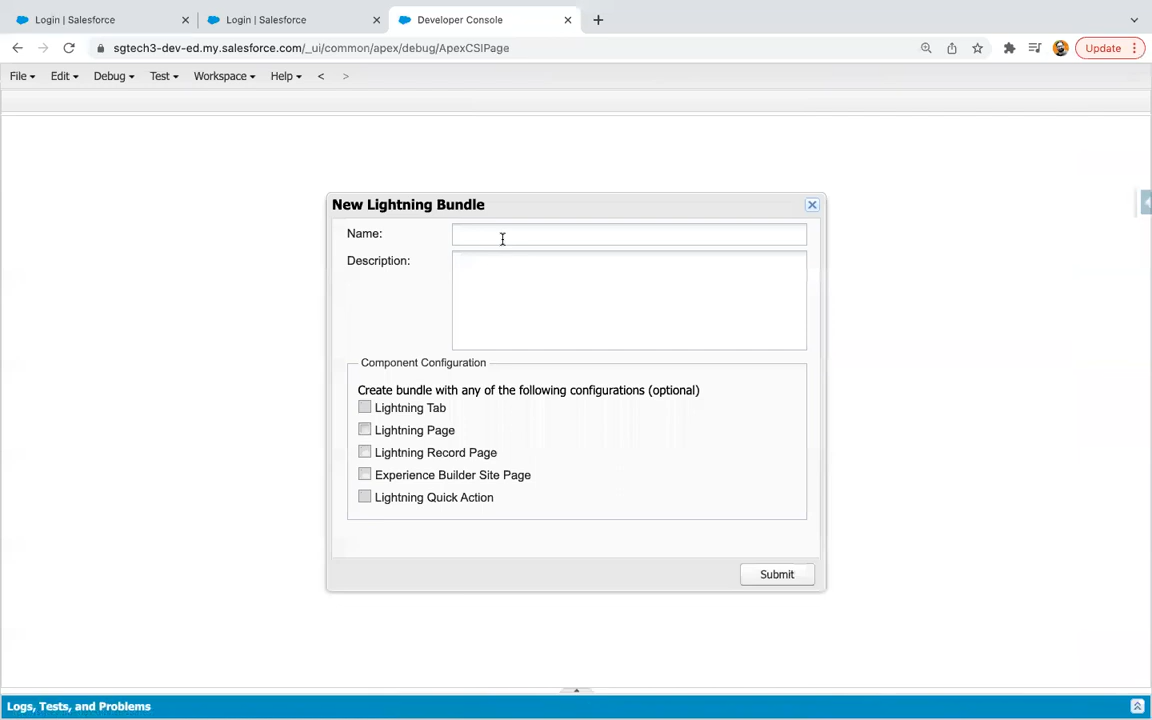 Login | Salesforce
Login | Salesforce
Developer Console
sgtech3-dev-ed.my.salesforce.com/_ui/common/apex/debug/ApexCSIPage
Update
File Edit Debug Test Workspace Help < >
New Lightning Bundle
Name:
Description:
Component Configuration
Create bundle with any of the following configurations (optional)
Lightning Tab
Lightning Page
Lightning Record Page
Experience Builder Site Page
Lightning Quick Action
Submit
Logs, Tests, and Problems